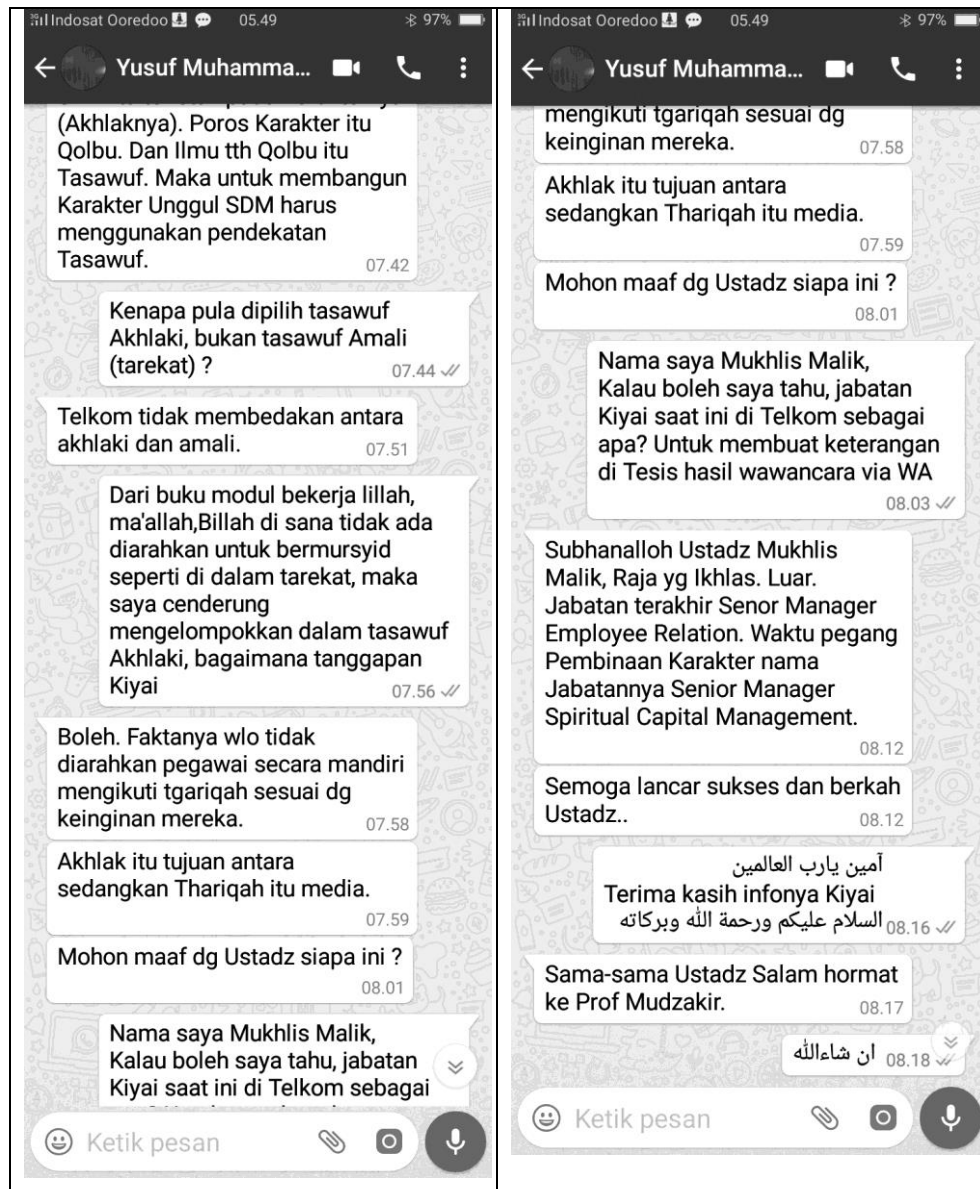 Indosat Ooredoo 05.49 97%
Yusuf Muhamma...
(Akhlaknya). Poros Karakter itu
Qolbu. Dan Ilmu tth Qolbu itu
Tasawuf. Maka untuk membangun
Karakter Unggul SDM harus
menggunakan pendekatan
Tasawuf. 07.42
Kenapa pula dipilih tasawuf
Akhlaki, bukan tasawuf Amali
(tarekat) ? 07.44
Telkom tidak membedakan antara
akhlaki dan amali. 07.51
Dari buku modul bekerja lillah,
ma'allah,Billah di sana tidak ada
diarahkan untuk bermursyid
seperti di dalam tarekat, maka
saya cenderung
mengelompokkan dalam tasawuf
Akhlaki, bagaimana tanggapan
Kiyai 07.56
Boleh. Faktanya wlo tidak
diarahkan pegawai secara mandiri
mengikuti tgariqah sesuai dg
keinginan mereka. 07.58
Akhlak itu tujuan antara
sedangkan Thariqah itu media.
07.59
Mohon maaf dg Ustadz siapa ini ?
08.01
Nama saya Mukhlis Malik,
Kalau boleh saya tahu, jabatan
Kiyai saat ini di Telkom sebagai
Ketik pesan
Indosat Ooredoo 05.49 97%
Yusuf Muhamma...
mengikuti tgariqah sesuai dg
keinginan mereka. 07.58
Akhlak itu tujuan antara
sedangkan Thariqah itu media.
07.59
Mohon maaf dg Ustadz siapa ini ?
08.01
Nama saya Mukhlis Malik,
Kalau boleh saya tahu, jabatan
Kiyai saat ini di Telkom sebagai
apa? Untuk membuat keterangan
di Tesis hasil wawancara via WA
08.03
Subhanalloh Ustadz Mukhlis
Malik, Raja yg Ikhlas. Luar.
Jabatan terakhir Senor Manager
Employee Relation. Waktu pegang
Pembinaan Karakter nama
Jabatannya Senior Manager
Spiritual Capital Management.
08.12
Semoga lancar sukses dan berkah
Ustadz.. 08.12
آمين يارب العالمين
Terima kasih infonya Kiyai
السلام عليكم ورحمة الله وبركاته 08.16
Sama-sama Ustadz Salam hormat
ke Prof Mudzakir. 08.17
ان شاءالله 08.18
Ketik pesan